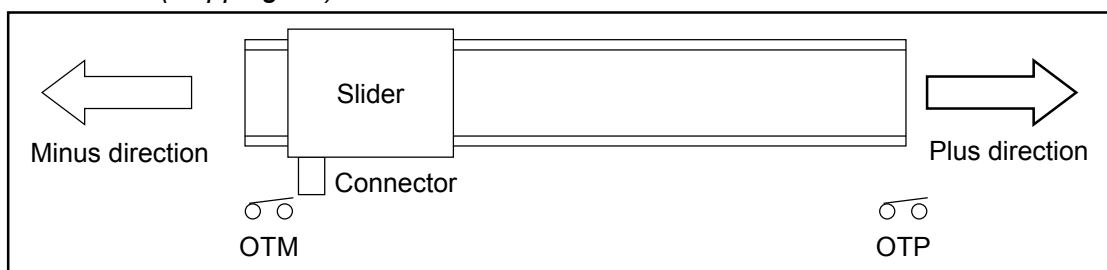 Slider
Minus direction
Plus direction
Connector
OTM
OTP